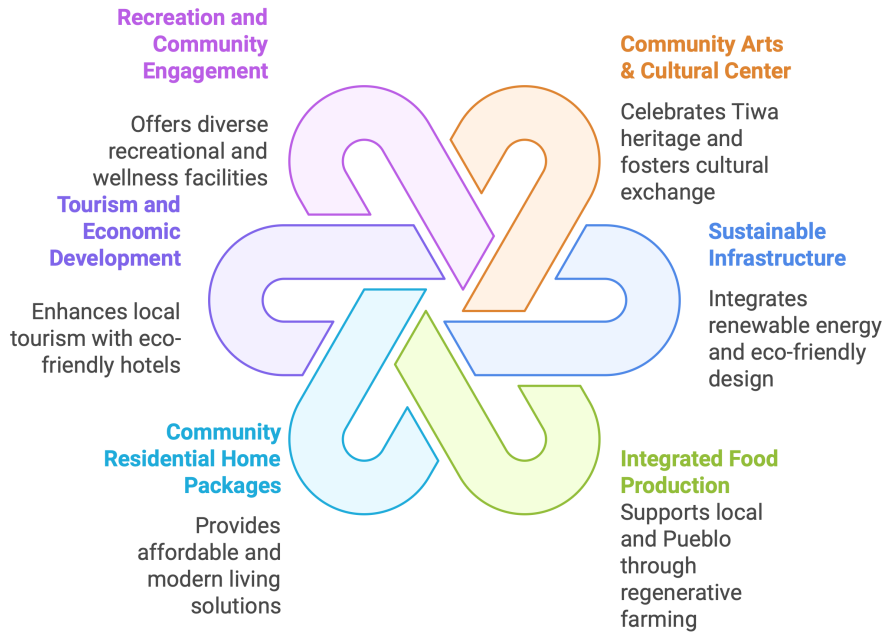 Recreation and
Community
Engagement
Offers diverse
recreational and
wellness facilities
Community Arts
& Cultural Center
Celebrates Tiwa
heritage and
fosters cultural
exchange
Tourism and
Economic
Development
Enhances local
tourism with eco-
friendly hotels
Sustainable
Infrastructure
Integrates
renewable energy
and eco-friendly
design
Community
Residential Home
Packages
Provides
affordable and
modern living
solutions
Integrated Food
Production
Supports local
and Pueblo
through
regenerative
farming